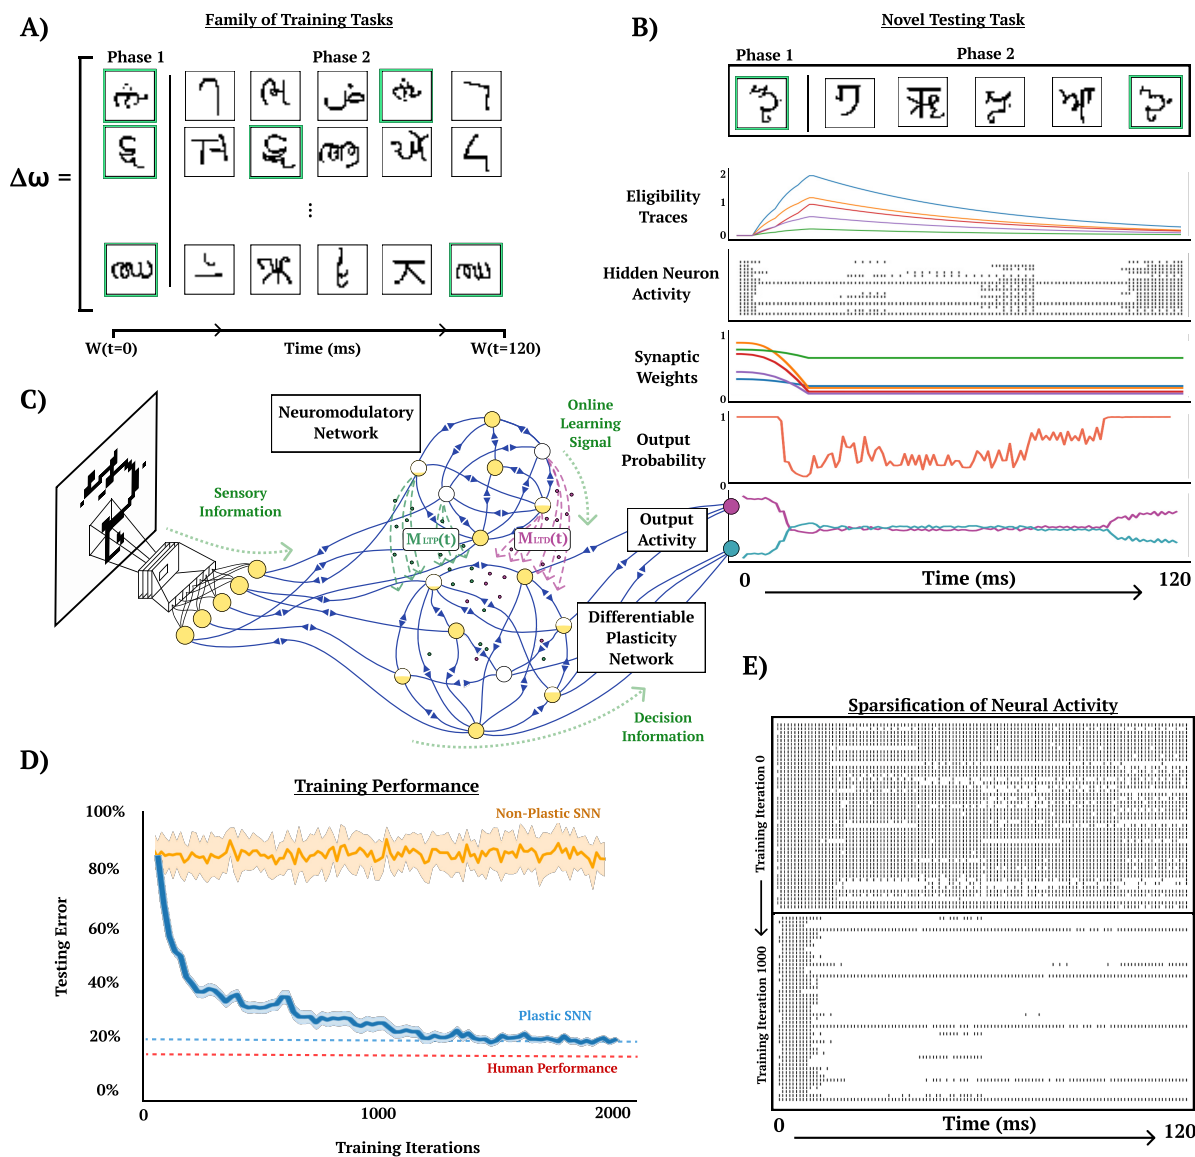 A)
Family of Training Tasks
Phase 1
Phase 2
Δω =
⋮
W(t=0)
Time (ms)
W(t=120)
B)
Novel Testing Task
Phase 1
Phase 2
Eligibility
Traces
2
1
0
Hidden Neuron
Activity
Synaptic
Weights
1
0
Output
Probability
1
0
Output
Activity
0
Time (ms)
120
C)
Neuromodulatory
Network
Online
Learning
Signal
Sensory
Information
MLTP(t)
MLTD(t)
Differentiable
Plasticity
Network
Decision
Information
D)
Training Performance
Testing Error
100%
80%
60%
40%
20%
0%
Non-Plastic SNN
Plastic SNN
Human Performance
0
1000
2000
Training Iterations
E)
Sparsification of Neural Activity
Training Iteration 0
Training Iteration 1000
0
Time (ms)
120